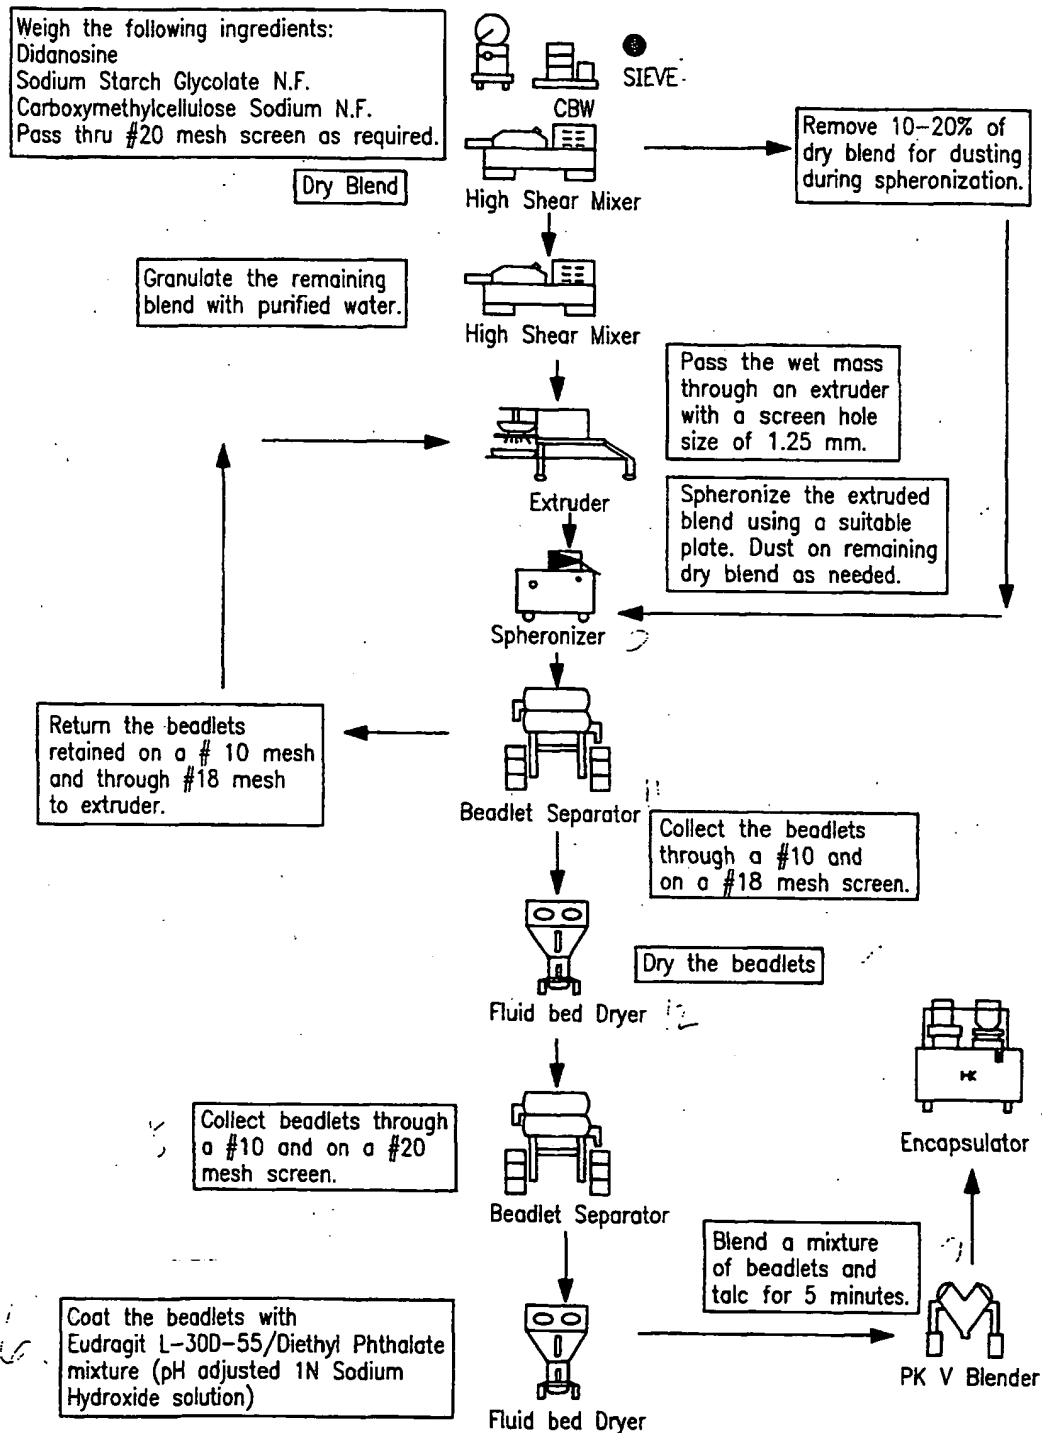 Weigh the following ingredients:
Didanosine
Sodium Starch Glycolate N.F.
Carboxymethylcellulose Sodium N.F.
Pass thru #20 mesh screen as required.
SIEVE
CBW
Dry Blend
High Shear Mixer
Remove 10-20% of
dry blend for dusting
during spheronization.
Granulate the remaining
blend with purified water.
High Shear Mixer
Pass the wet mass
through an extruder
with a screen hole
size of 1.25 mm.
Extruder
Spheronize the extruded
blend using a suitable
plate. Dust on remaining
dry blend as needed.
Spheronizer
Return the beadlets
retained on a # 10 mesh
and through #18 mesh
to extruder.
Beadlet Separator
11
Collect the beadlets
through a #10 and
on a #18 mesh screen.
Dry the beadlets
Fluid bed Dryer
12
HK
Encapsulator
Collect beadlets through
a #10 and on a #20
mesh screen.
Beadlet Separator
Blend a mixture
of beadlets and
talc for 5 minutes.
PK V Blender
Coat the beadlets with
Eudragit L-30D-55/Diethyl Phthalate
mixture (pH adjusted 1N Sodium
Hydroxide solution)
Fluid bed Dryer